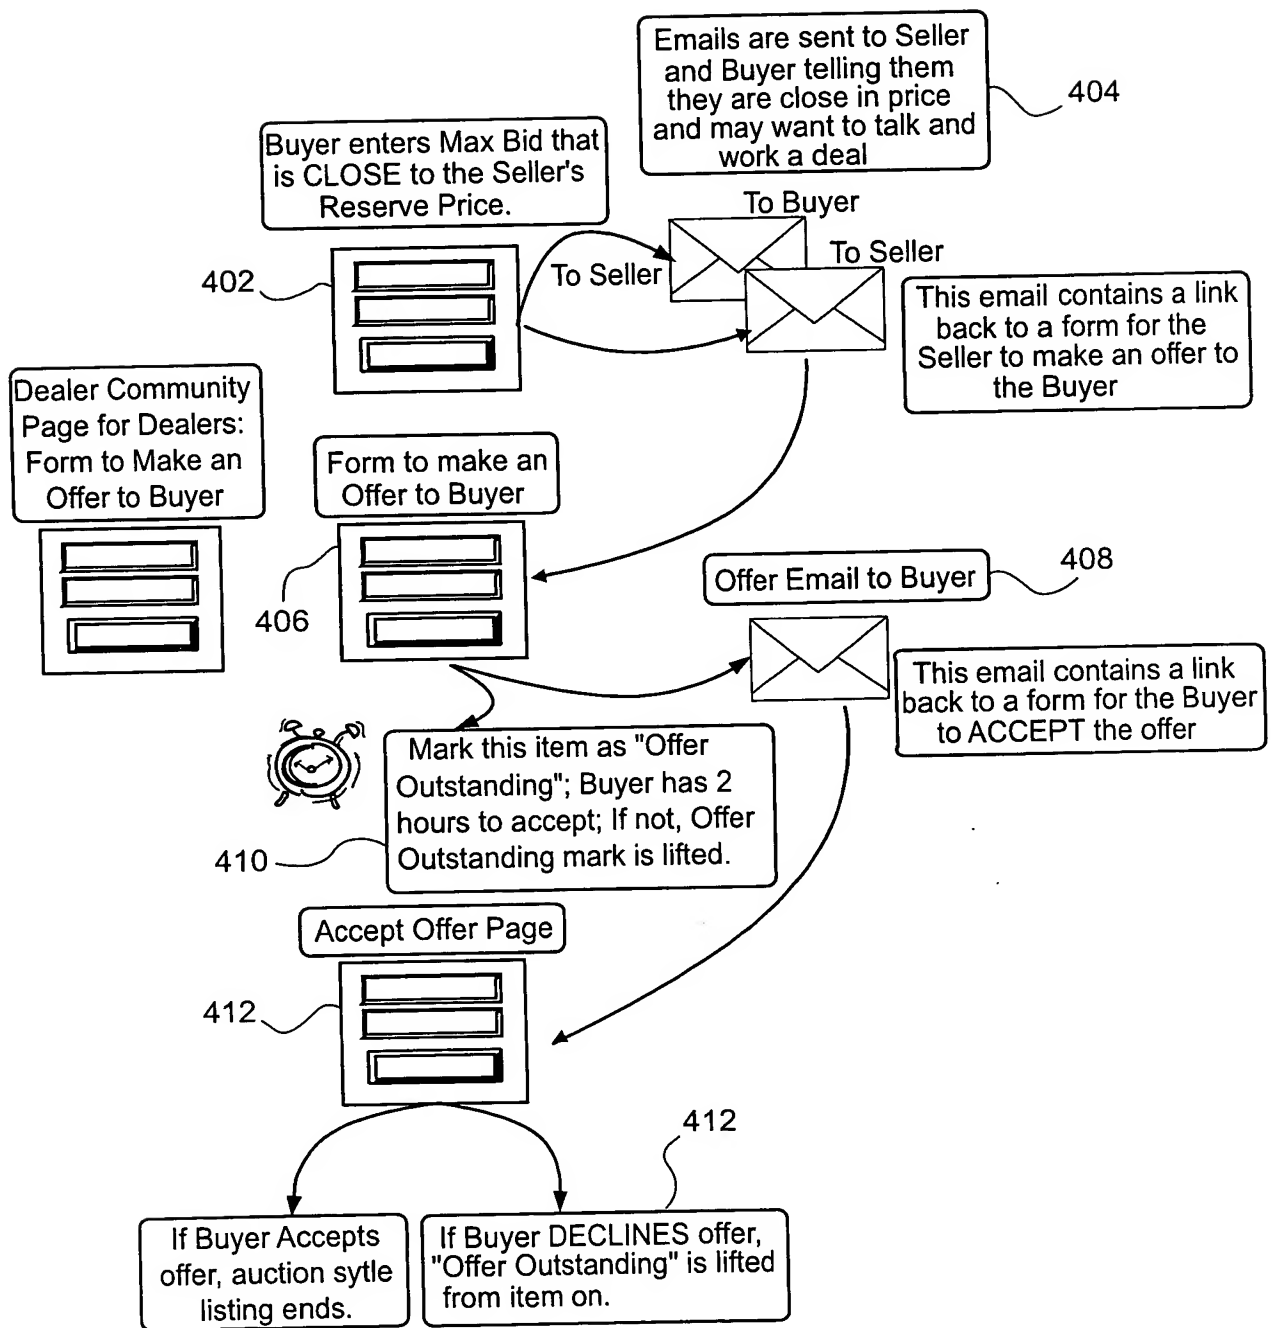 Emails are sent to Seller
and Buyer telling them
they are close in price
and may want to talk and
work a deal
404
Buyer enters Max Bid that
is CLOSE to the Seller's
Reserve Price.
To Buyer
To Seller
To Seller
402
This email contains a link
back to a form for the
Seller to make an offer to
the Buyer
Dealer Community
Page for Dealers:
Form to Make an
Offer to Buyer
Form to make an
Offer to Buyer
406
Offer Email to Buyer
408
This email contains a link
back to a form for the Buyer
to ACCEPT the offer
Mark this item as "Offer
Outstanding"; Buyer has 2
hours to accept; If not, Offer
Outstanding mark is lifted.
410
Accept Offer Page
412
412
If Buyer Accepts
offer, auction sytle
listing ends.
If Buyer DECLINES offer,
"Offer Outstanding" is lifted
from item on.